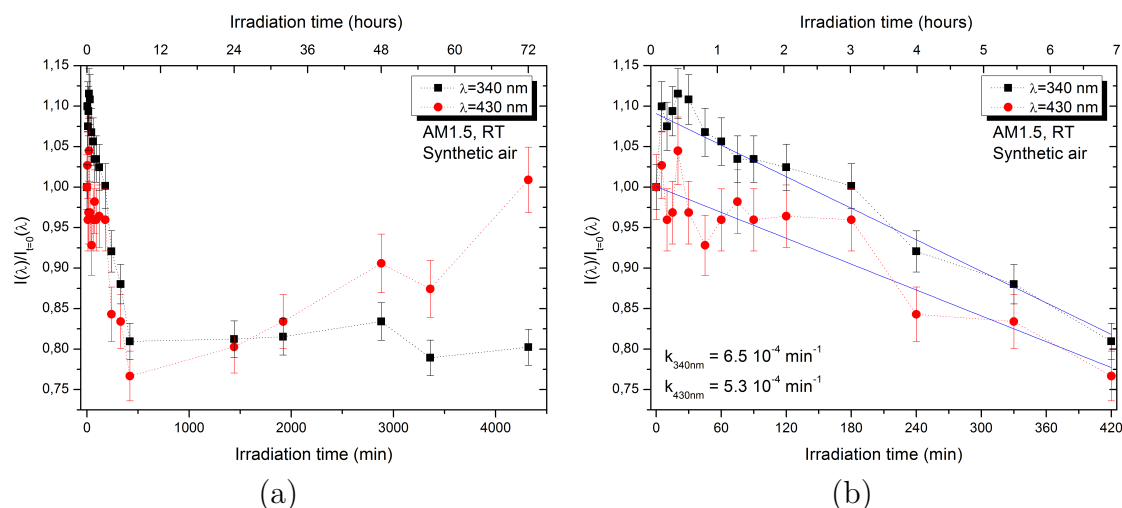 Irradiation time (hours)
0 12 24 36 48 60 72
1,15
1,10
1,05
1,00
0,95
0,90
0,85
0,80
0,75
I(λ)/I_{t=0}(λ)
λ=340 nm
λ=430 nm
AM1.5, RT
Synthetic air
0 1000 2000 3000 4000
Irradiation time (min)
(a)
Irradiation time (hours)
0 1 2 3 4 5 6 7
1,15
1,10
1,05
1,00
0,95
0,90
0,85
0,80
0,75
I(λ)/I_{t=0}(λ)
λ=340 nm
λ=430 nm
AM1.5, RT
Synthetic air
k_{340nm} = 6.5 10^{-4} min^{-1}
k_{430nm} = 5.3 10^{-4} min^{-1}
0 60 120 180 240 300 360 420
Irradiation time (min)
(b)